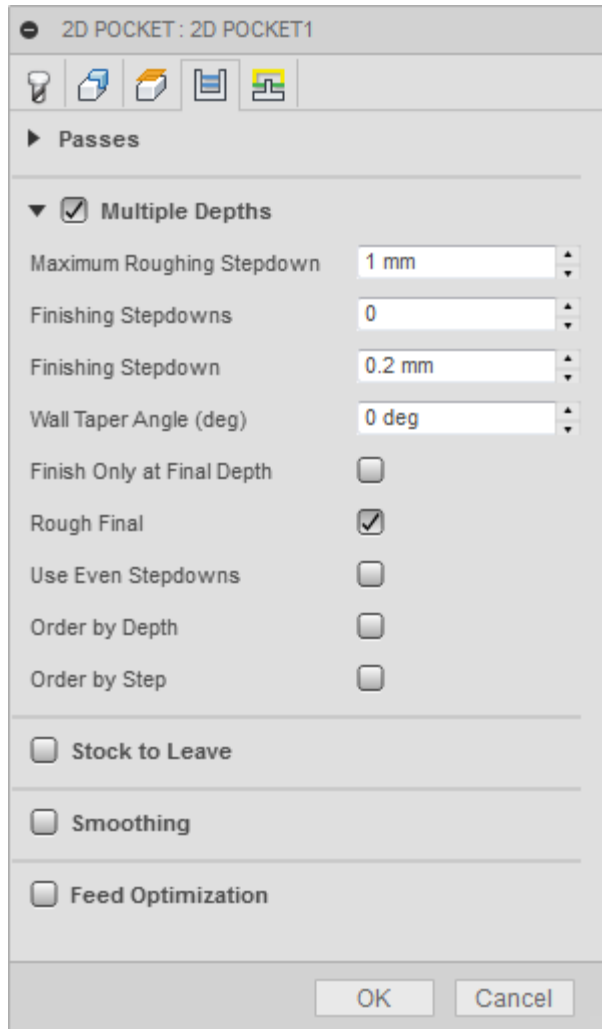 2D POCKET : 2D POCKET1
Passes
Multiple Depths
Maximum Roughing Stepdown 1 mm
Finishing Stepdowns 0
Finishing Stepdown 0.2 mm
Wall Taper Angle (deg) 0 deg
Finish Only at Final Depth
Rough Final
Use Even Stepdowns
Order by Depth
Order by Step
Stock to Leave
Smoothing
Feed Optimization
OK Cancel